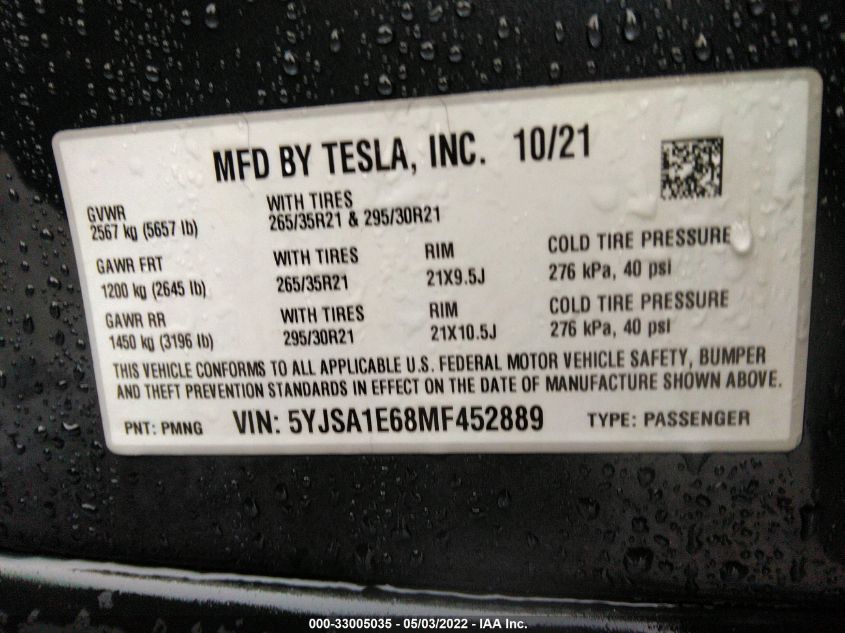 MFD BY TESLA, INC. 10/21
GVWR
2567 kg (5657 lb)
WITH TIRES
265/35R21 & 295/30R21
GAWR FRT
1200 kg (2645 lb)
WITH TIRES
265/35R21
RIM
21X9.5J
COLD TIRE PRESSURE
276 kPa, 40 psi
GAWR RR
1450 kg (3196 lb)
WITH TIRES
295/30R21
RIM
21X10.5J
COLD TIRE PRESSURE
276 kPa, 40 psi
THIS VEHICLE CONFORMS TO ALL APPLICABLE U.S. FEDERAL MOTOR VEHICLE SAFETY, BUMPER
AND THEFT PREVENTION STANDARDS IN EFFECT ON THE DATE OF MANUFACTURE SHOWN ABOVE.
PNT: PMNG VIN: 5YJSA1E68MF452889 TYPE: PASSENGER
000-33005035 - 05/03/2022 - IAA Inc.